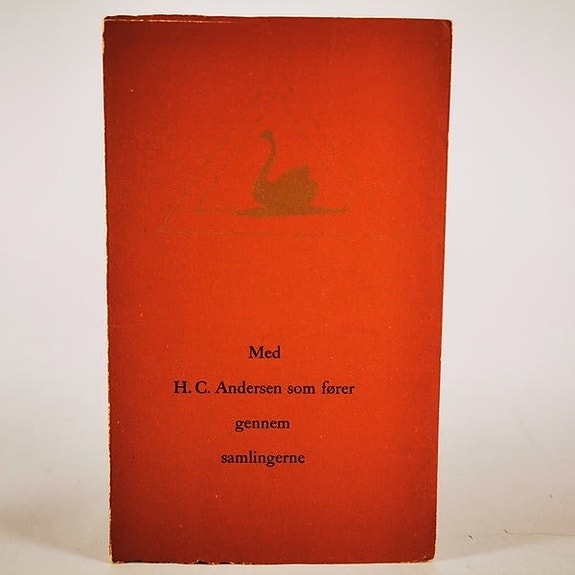 Med
H. C. Andersen som fører
gennem
samlingerne